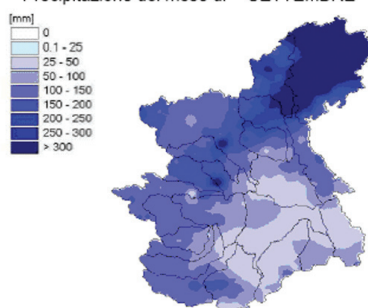 Precipitazione del mese di SETTEMBRE
[mm]
0
0.1 - 25
25 - 50
50 - 100
100 - 150
150 - 200
200 - 250
250 - 300
> 300